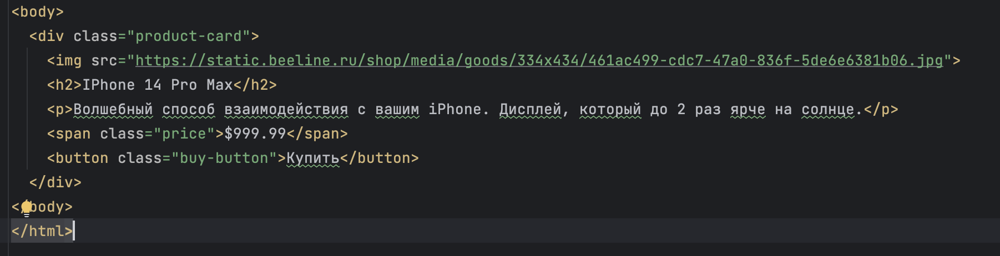 <body>
<div class="product-card">
<img src="https://static.beeline.ru/shop/media/goods/334x434/461ac499-cdc7-47a0-836f-5de6e6381b06.jpg">
<h2>IPhone 14 Pro Max</h2>
<p>Волшебный способ взаимодействия с вашим iPhone. Дисплей, который до 2 раз ярче на солнце.</p>
<span class="price">$999.99</span>
<button class="buy-button">Купить</button>
</div>
</body>
</html>